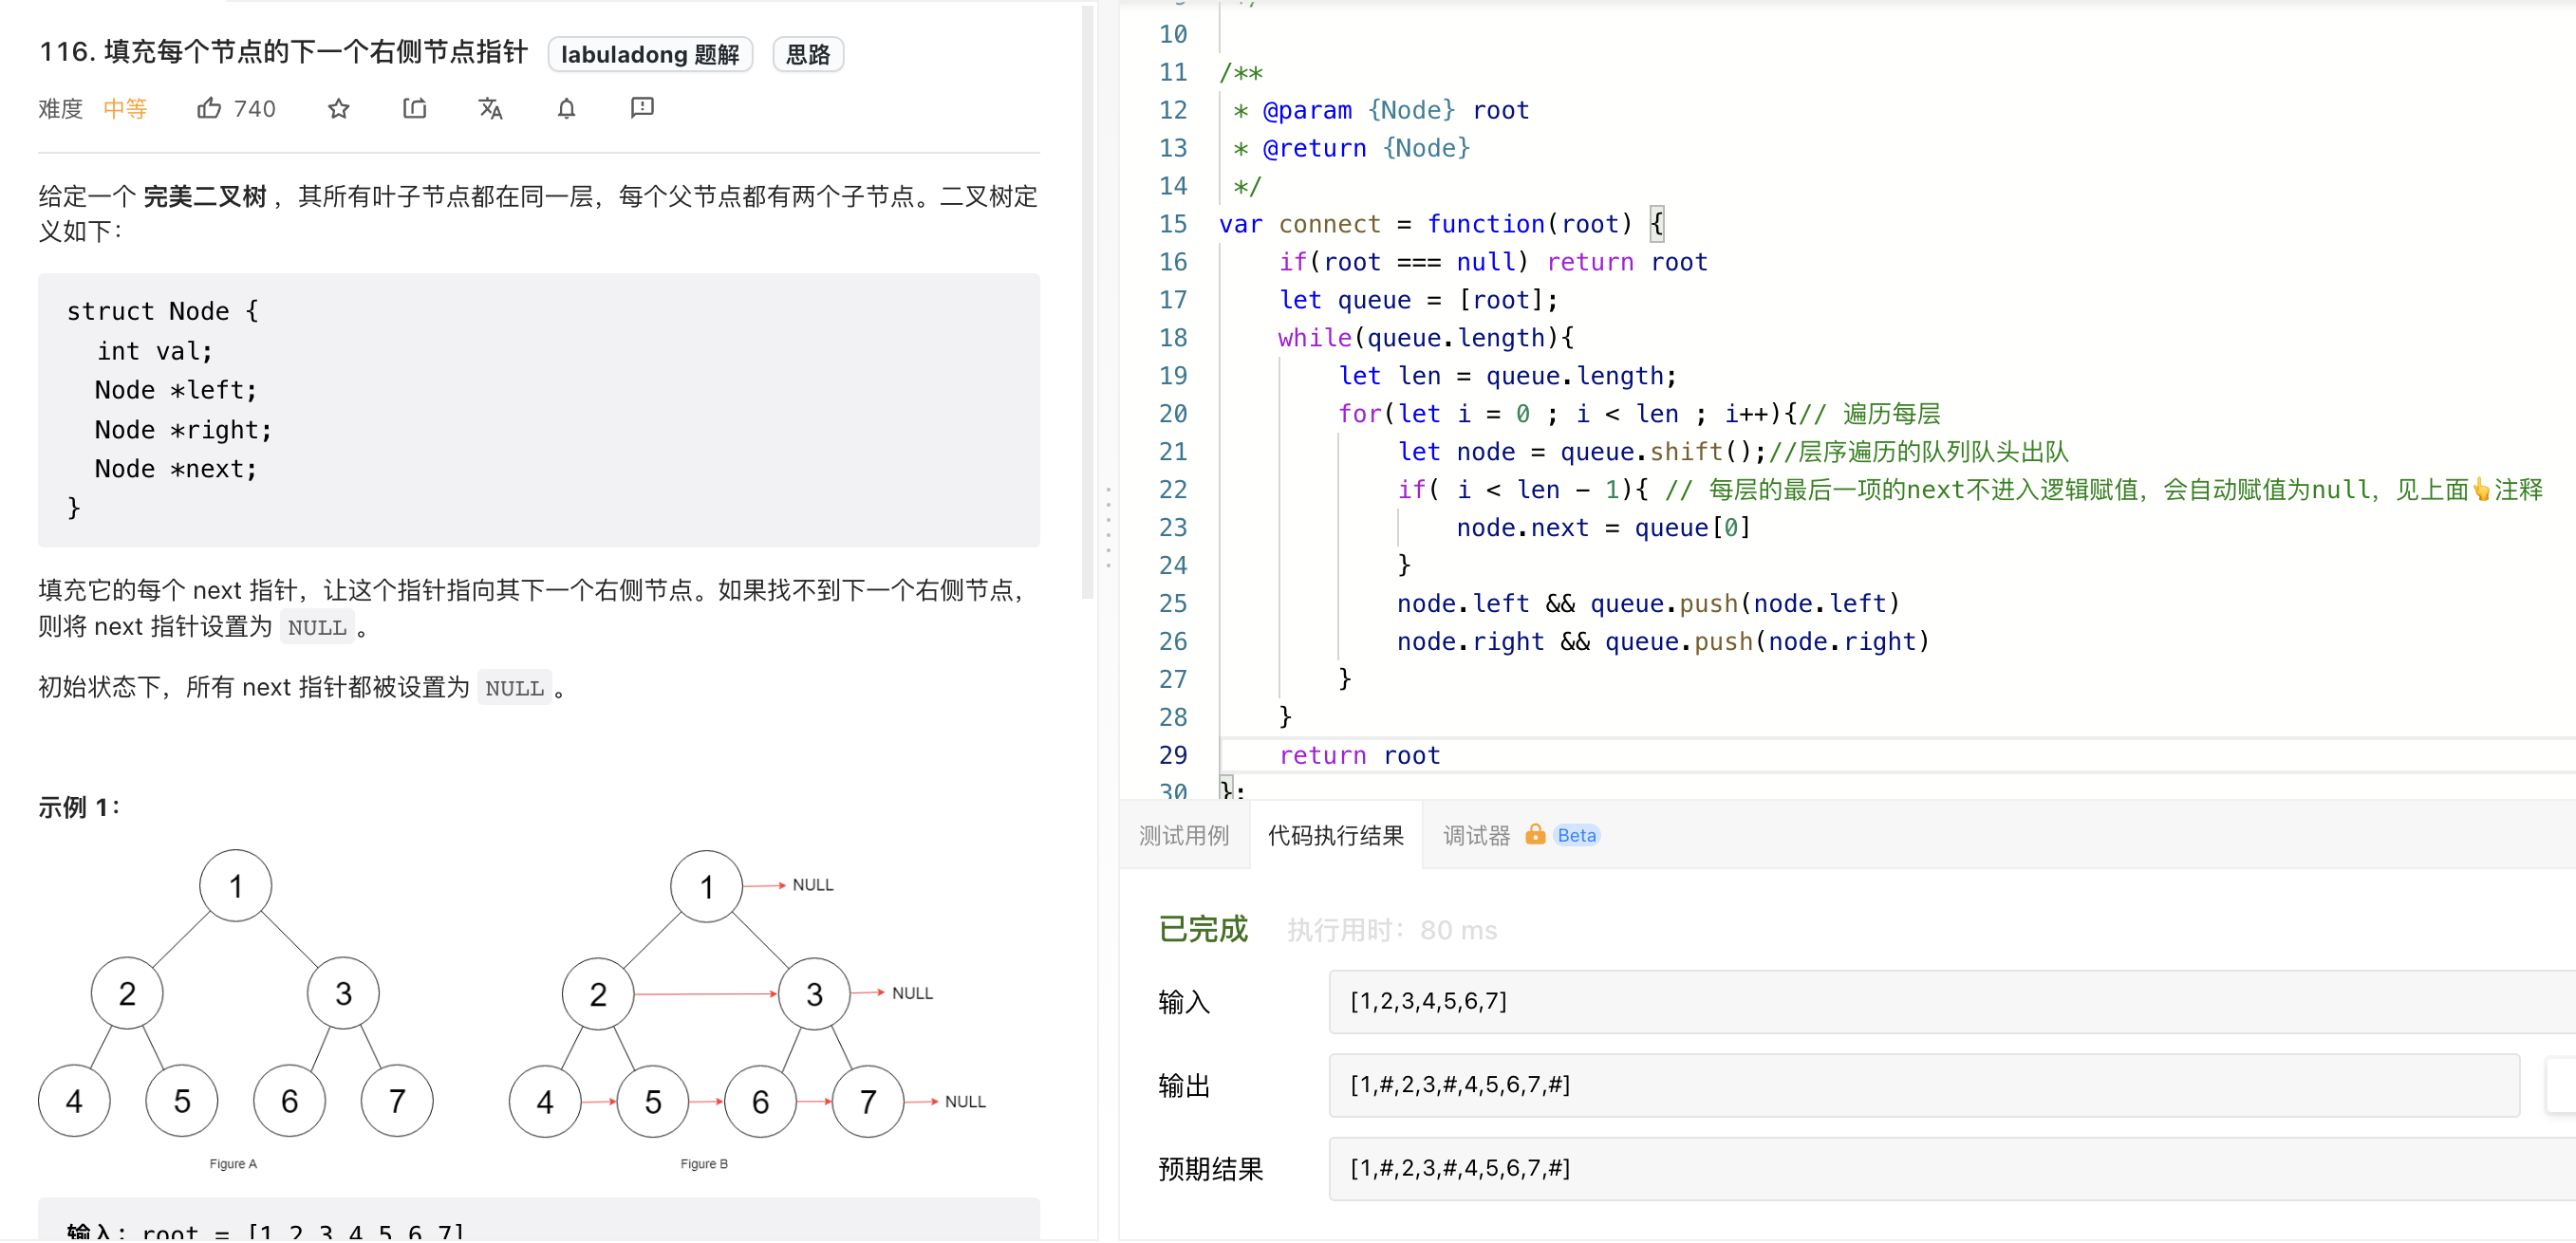 116. 填充每个节点的下一个右侧节点指针 labuladong 题解 思路
难度 中等 740
给定一个 完美二叉树 ，其所有叶子节点都在同一层，每个父节点都有两个子节点。二叉树定
义如下：
struct Node {
  int val;
  Node *left;
  Node *right;
  Node *next;
}
填充它的每个 next 指针，让这个指针指向其下一个右侧节点。如果找不到下一个右侧节点，
则将 next 指针设置为 NULL。
初始状态下，所有 next 指针都被设置为 NULL。
示例 1：
1
2 3
4 5 6 7
Figure A
1 NULL
2 3 NULL
4 5 6 7 NULL
Figure B
输入：root = [1,2,3,4,5,6,7]
10
11 /**
12  * @param {Node} root
13  * @return {Node}
14  */
15 var connect = function(root) {
16     if(root === null) return root
17     let queue = [root];
18     while(queue.length){
19         let len = queue.length;
20         for(let i = 0 ; i < len ; i++){// 遍历每层
21             let node = queue.shift();//层序遍历的队列队头出队
22             if( i < len - 1){ // 每层的最后一项的next不进入逻辑赋值，会自动赋值为null，见上面👆注释
23                 node.next = queue[0]
24             }
25             node.left && queue.push(node.left)
26             node.right && queue.push(node.right)
27         }
28     }
29     return root
30 };
测试用例 代码执行结果 调试器 Beta
已完成 执行用时：80 ms
输入 [1,2,3,4,5,6,7]
输出 [1,#,2,3,#,4,5,6,7,#]
预期结果 [1,#,2,3,#,4,5,6,7,#]